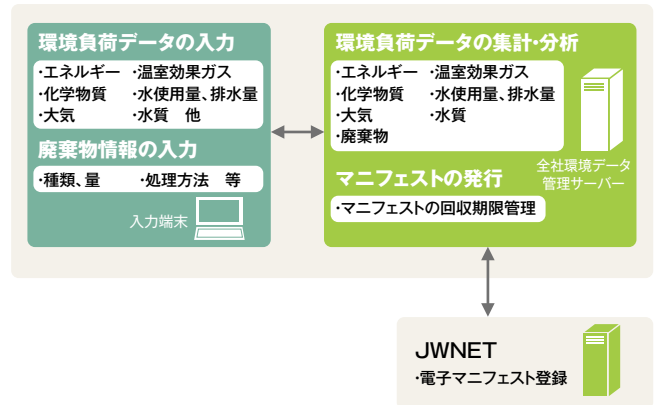 環境負荷データの入力
・エネルギー ・温室効果ガス
・化学物質 ・水使用量、排水量
・大気 ・水質 他
廃棄物情報の入力
・種類、量 ・処理方法 等
入力端末
環境負荷データの集計・分析
・エネルギー ・温室効果ガス
・化学物質 ・水使用量、排水量
・大気 ・水質
・廃棄物
全社環境データ
管理サーバー
マニフェストの発行
・マニフェストの回収期限管理
JWNET
・電子マニフェスト登録